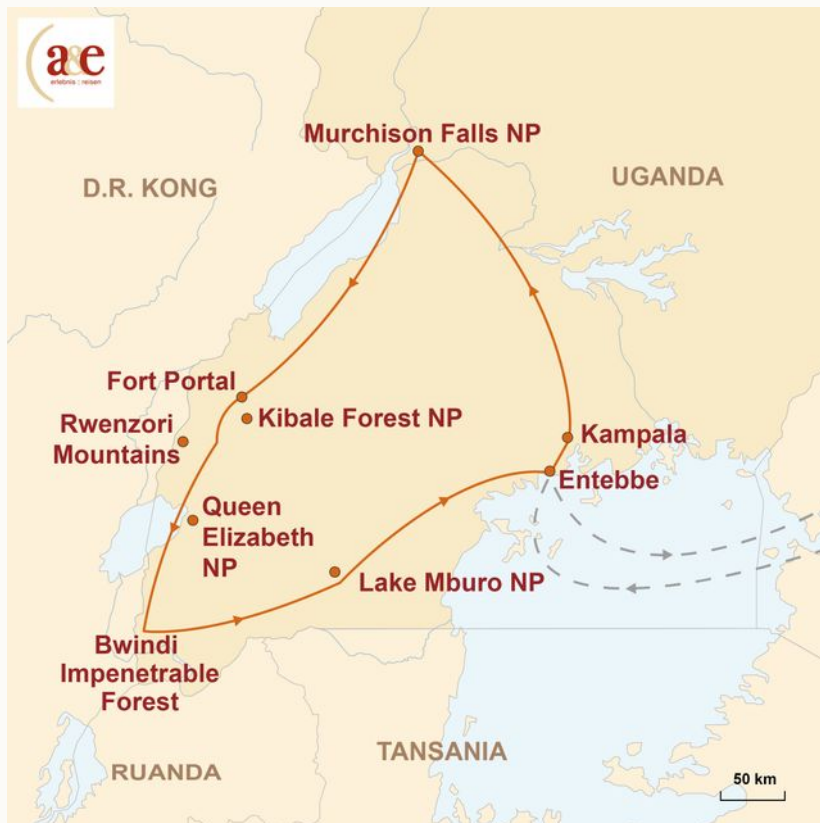 a&e
erlebnis : reisen
Murchison Falls NP
UGANDA
D.R. KONG
Fort Portal
Kibale Forest NP
Rwenzori
Mountains
Kampala
Entebbe
Queen
Elizabeth
NP
Lake Mburo NP
Bwindi
Impenetrable
Forest
TANSANIA
RUANDA
50 km